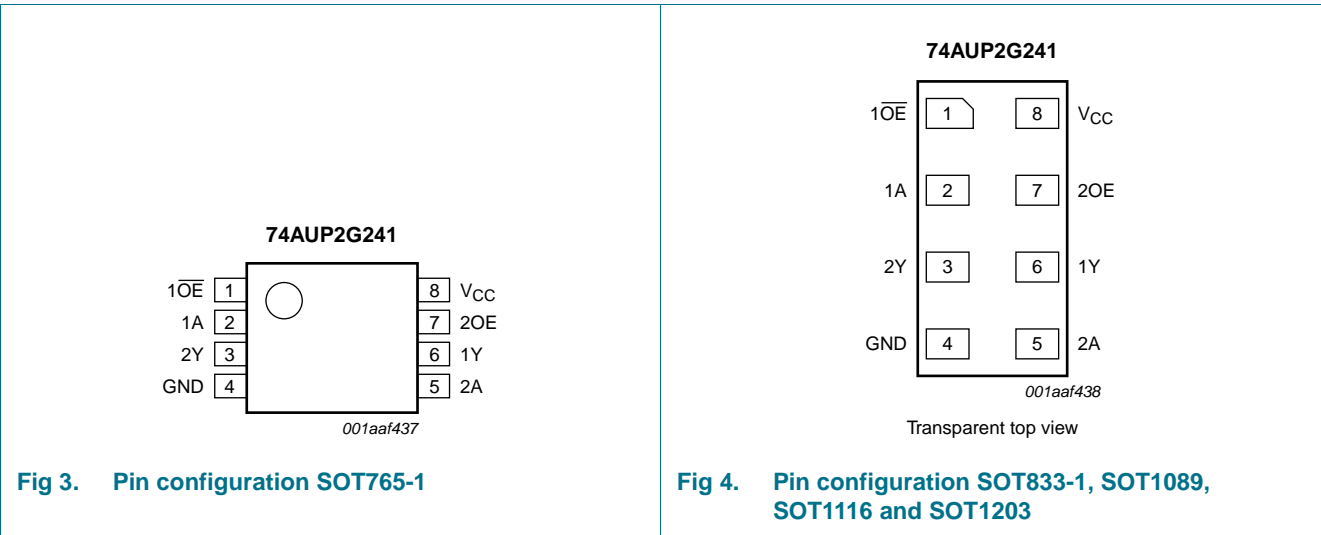 74AUP2G241
1O̅E̅ 1 8 VCC
1A 2 7 2OE
2Y 3 6 1Y
GND 4 5 2A
001aaf437
Fig 3. Pin configuration SOT765-1
74AUP2G241
1O̅E̅ 1 8 VCC
1A 2 7 2OE
2Y 3 6 1Y
GND 4 5 2A
001aaf438
Transparent top view
Fig 4. Pin configuration SOT833-1, SOT1089,
SOT1116 and SOT1203